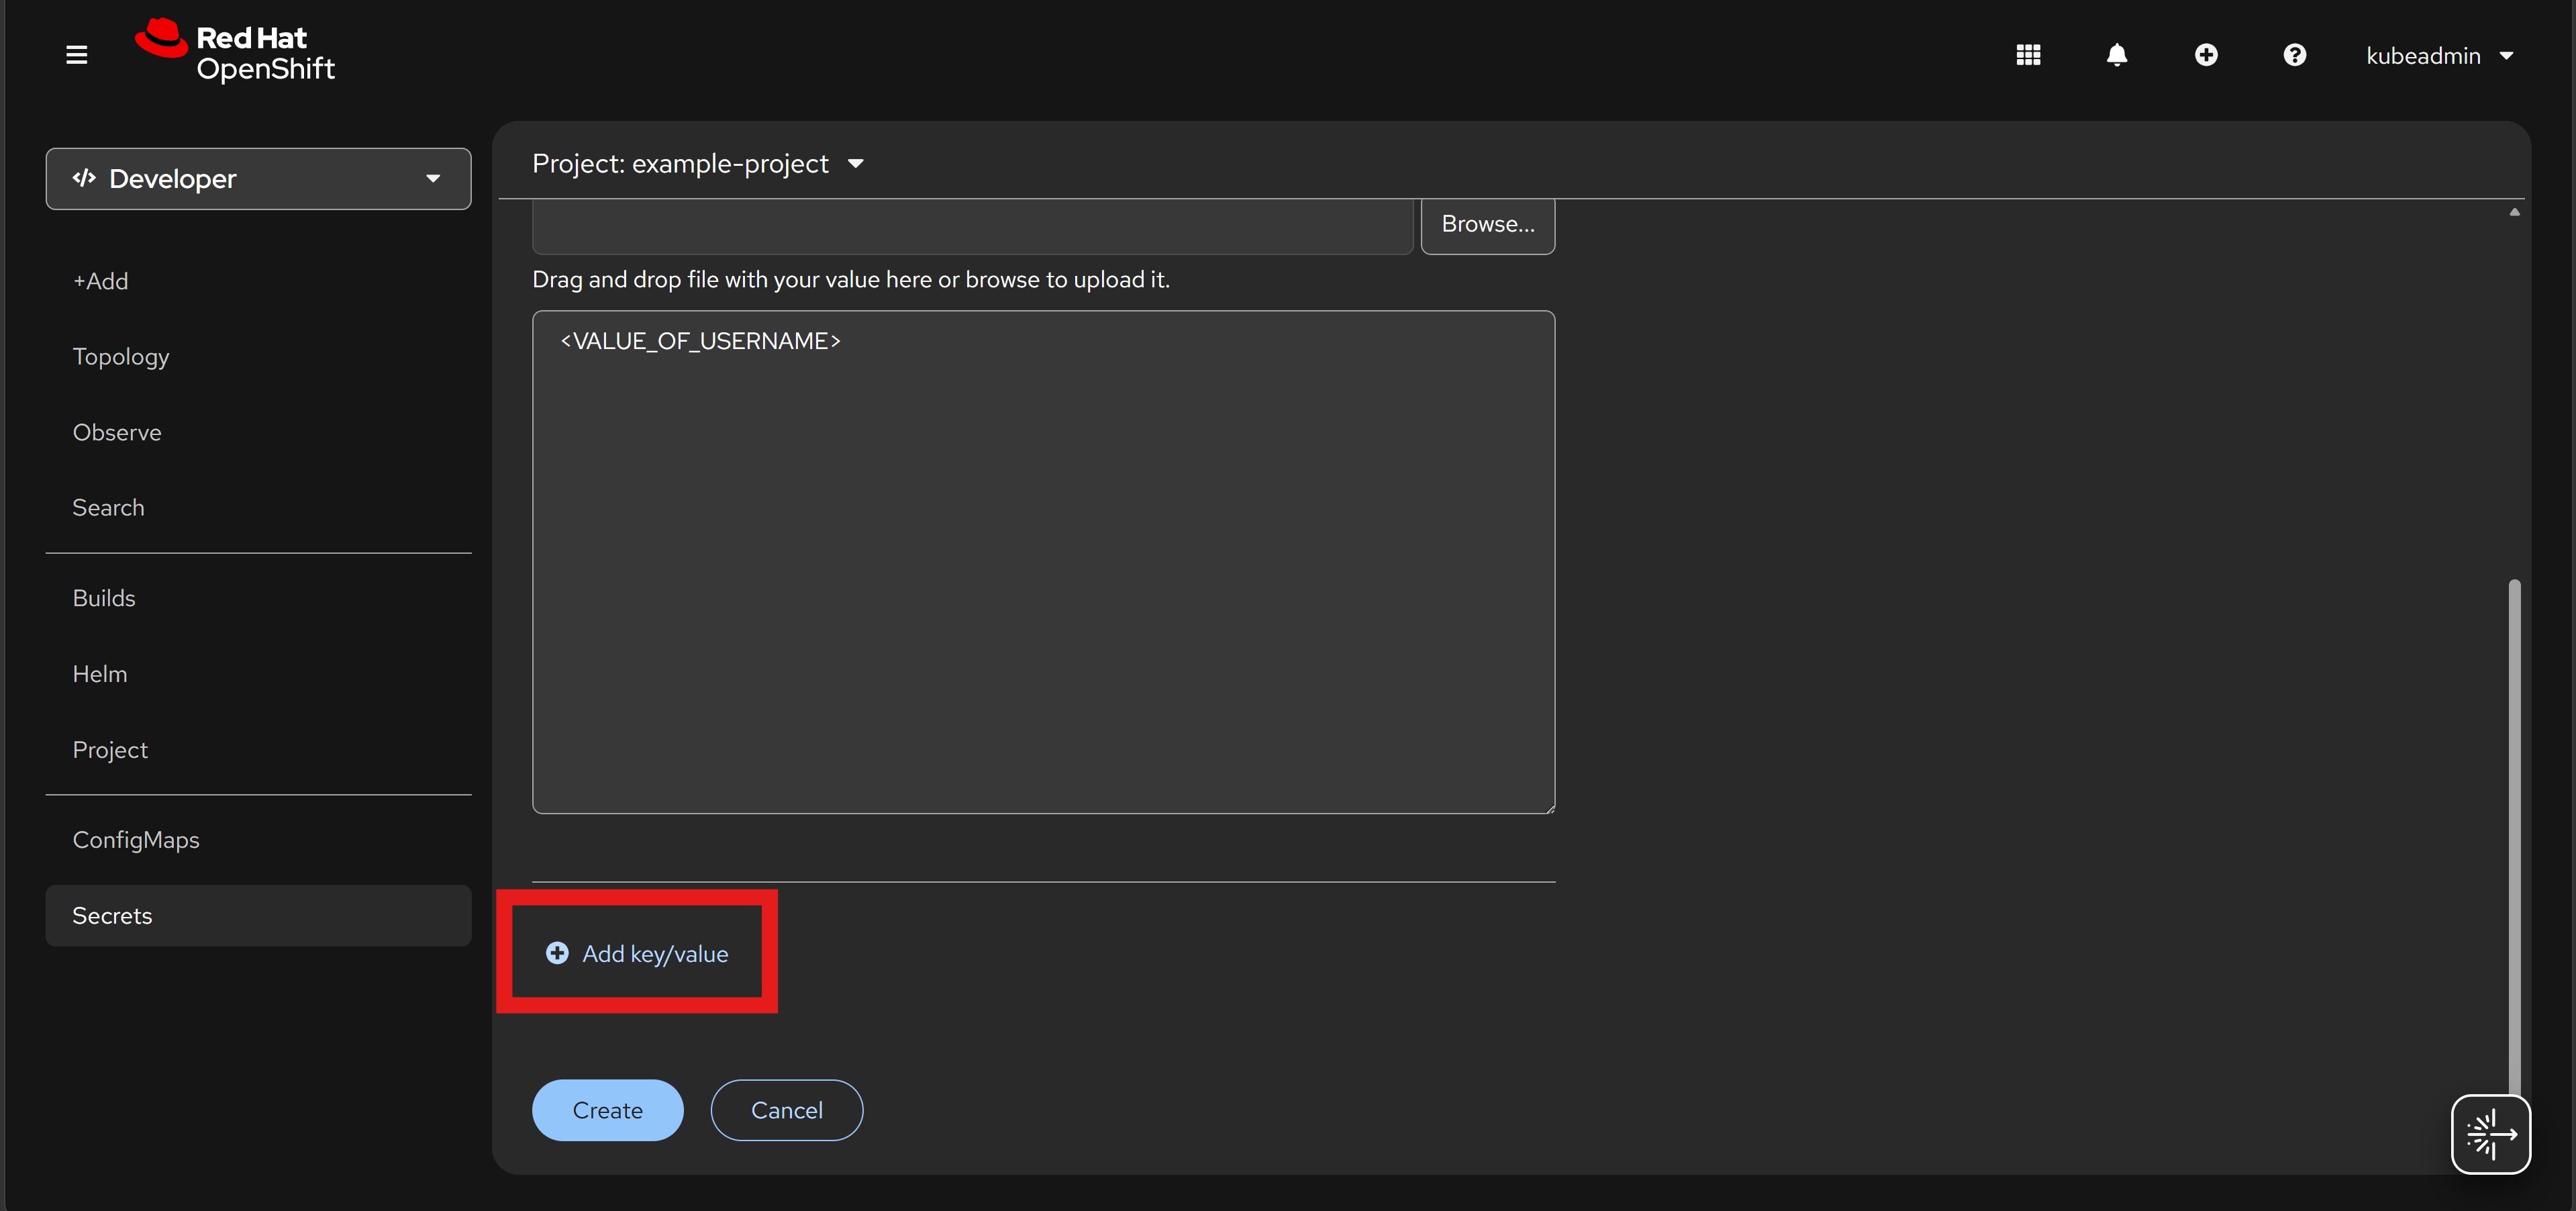 Red Hat
OpenShift
kubeadmin
</> Developer
+Add
Topology
Observe
Search
Builds
Helm
Project
ConfigMaps
Secrets
Project: example-project
Browse...
Drag and drop file with your value here or browse to upload it.
<VALUE_OF_USERNAME>
Add key/value
Create
Cancel